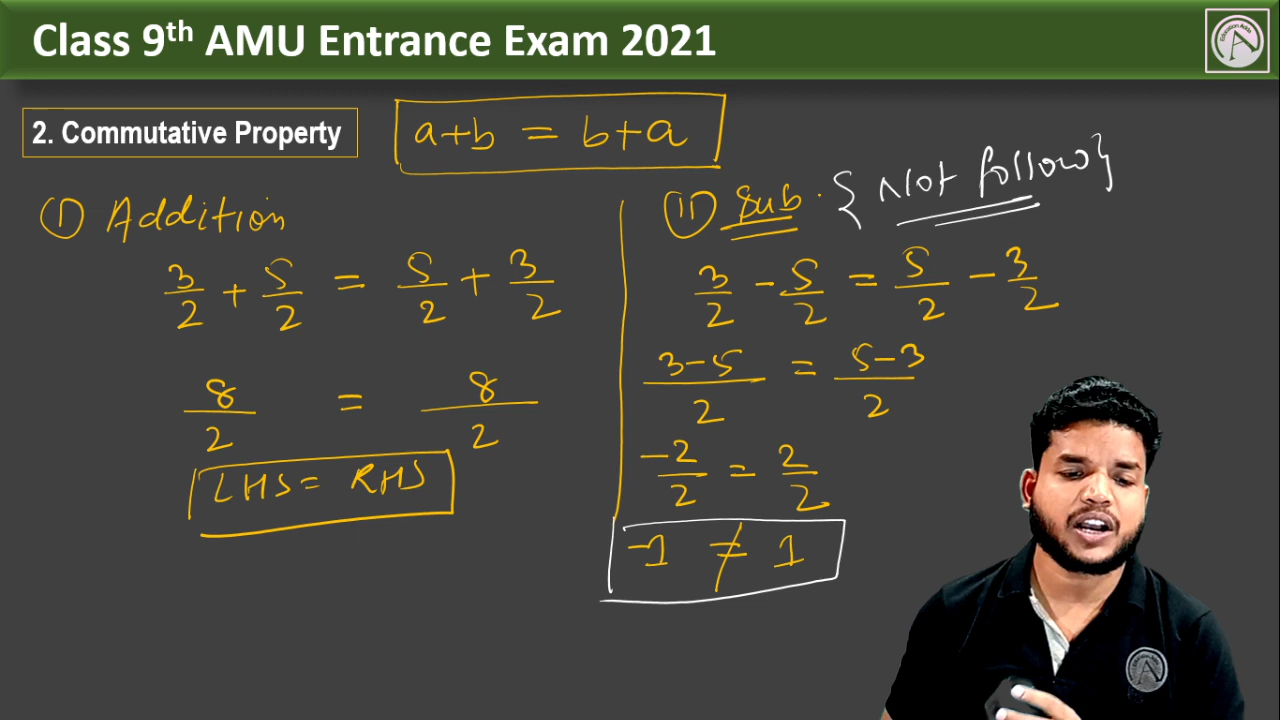 Class 9th AMU Entrance Exam 2021
Education Adda
A
2. Commutative Property
a+b = b+a
(I) Addition
3/2 + 5/2 = 5/2 + 3/2
8/2 = 8/2
LHS = RHS
(II) Sub. {Not follow}
3/2 - 5/2 = 5/2 - 3/2
3-5/2 = 5-3/2
-2/2 = 2/2
-1 ≠ 1
A